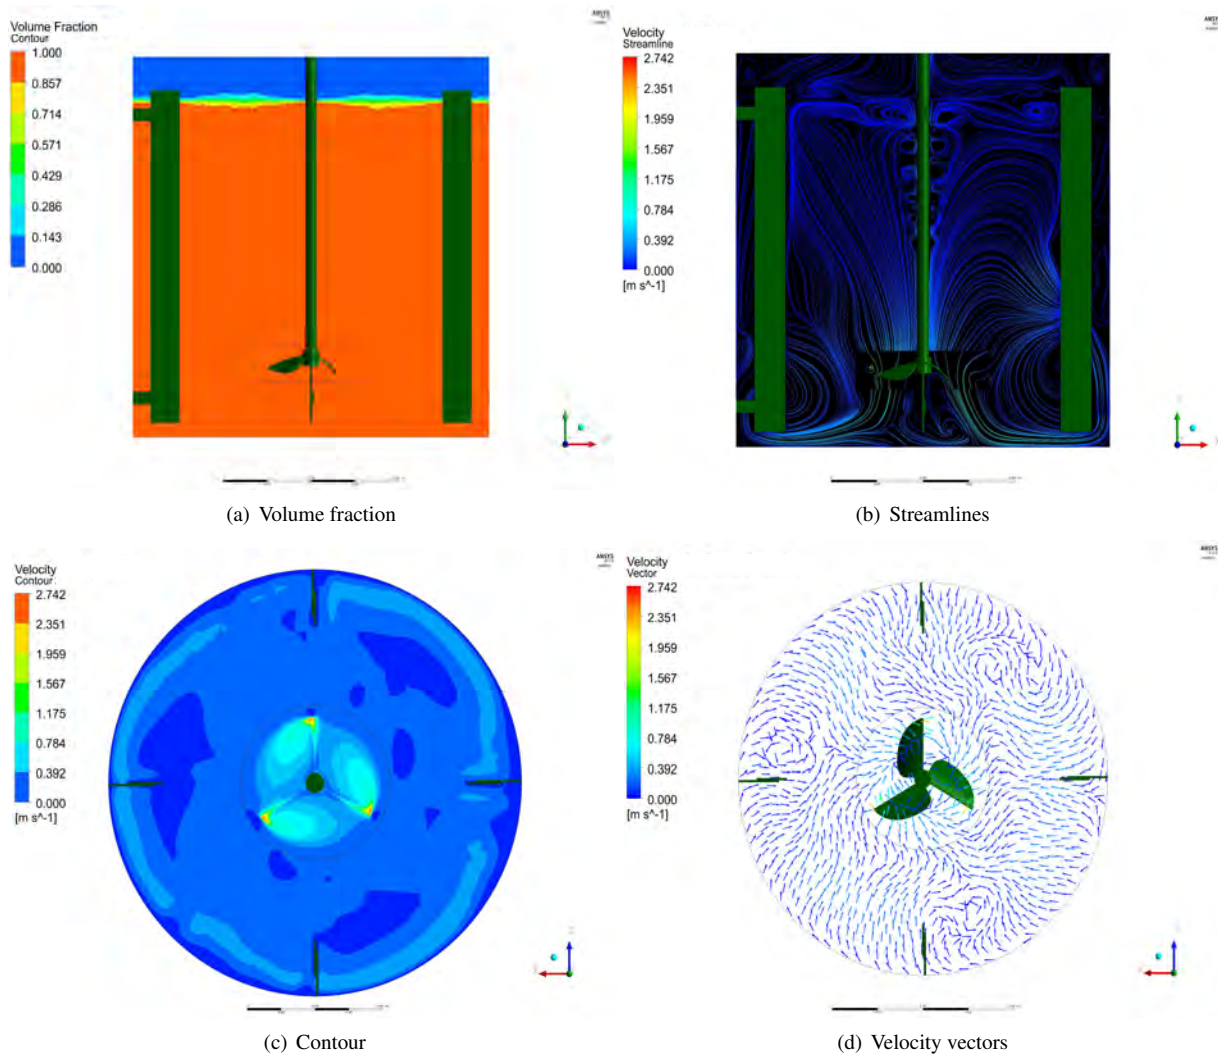 Volume Fraction
Contour
1.000
0.857
0.714
0.571
0.429
0.286
0.143
0.000
ANSYS
(a) Volume fraction
Velocity
Streamline
2.742
2.351
1.959
1.567
1.175
0.784
0.392
0.000
[m s^-1]
ANSYS
(b) Streamlines
Velocity
Contour
2.742
2.351
1.959
1.567
1.175
0.784
0.392
0.000
[m s^-1]
ANSYS
(c) Contour
Velocity
Vector
2.742
2.351
1.959
1.567
1.175
0.784
0.392
0.000
[m s^-1]
ANSYS
(d) Velocity vectors